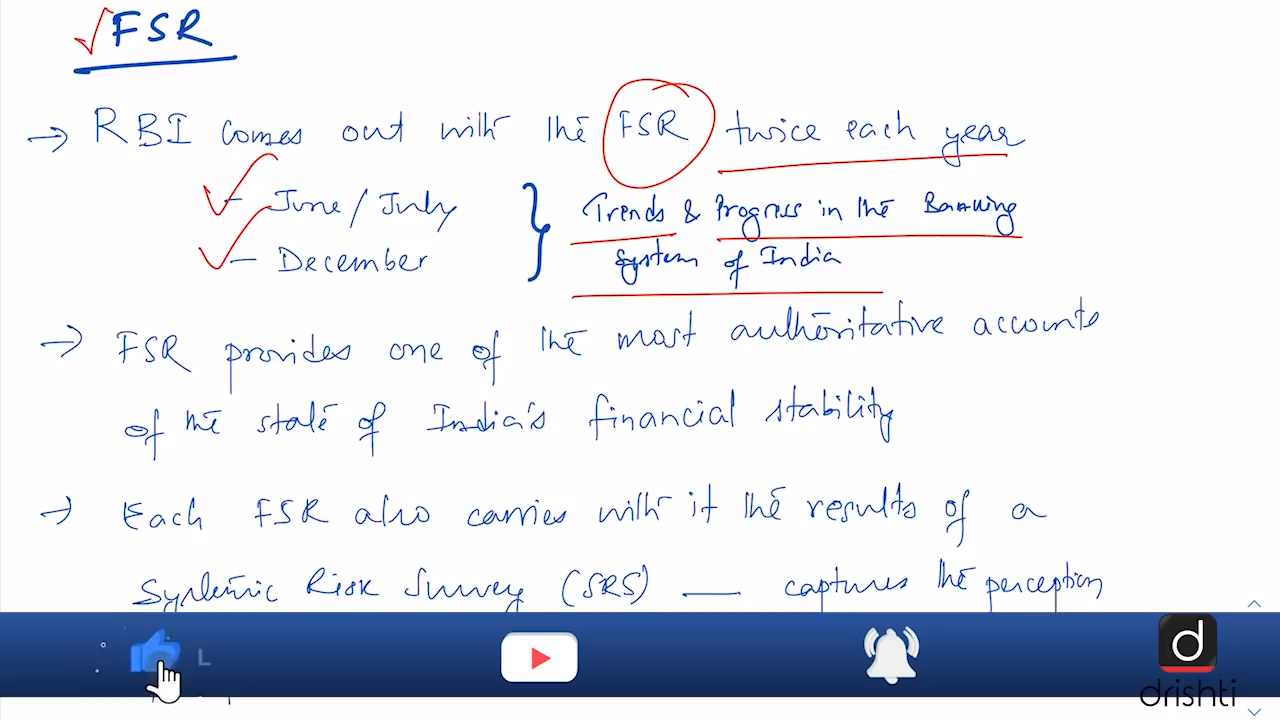 FSR
→ RBI comes out with the FSR twice each year
- June/July
- December
} Trends & Progress in the Banking
System of India
→ FSR provides one of the most authoritative accounts
of the state of India's financial stability
→ Each FSR also carries with it the results of a
Systemic Risk Survey (SRS) — captures the perception
L
d
drishti